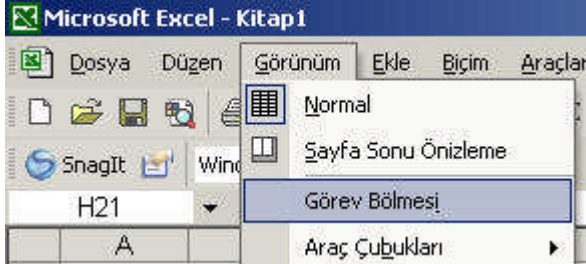 Microsoft Excel - Kitap1
Dosya Düzen Görünüm Ekle Biçim Araçlar
Normal
Sayfa Sonu Önizleme
SnagIt
H21
Görev Bölmesi
A
Araç Çubukları